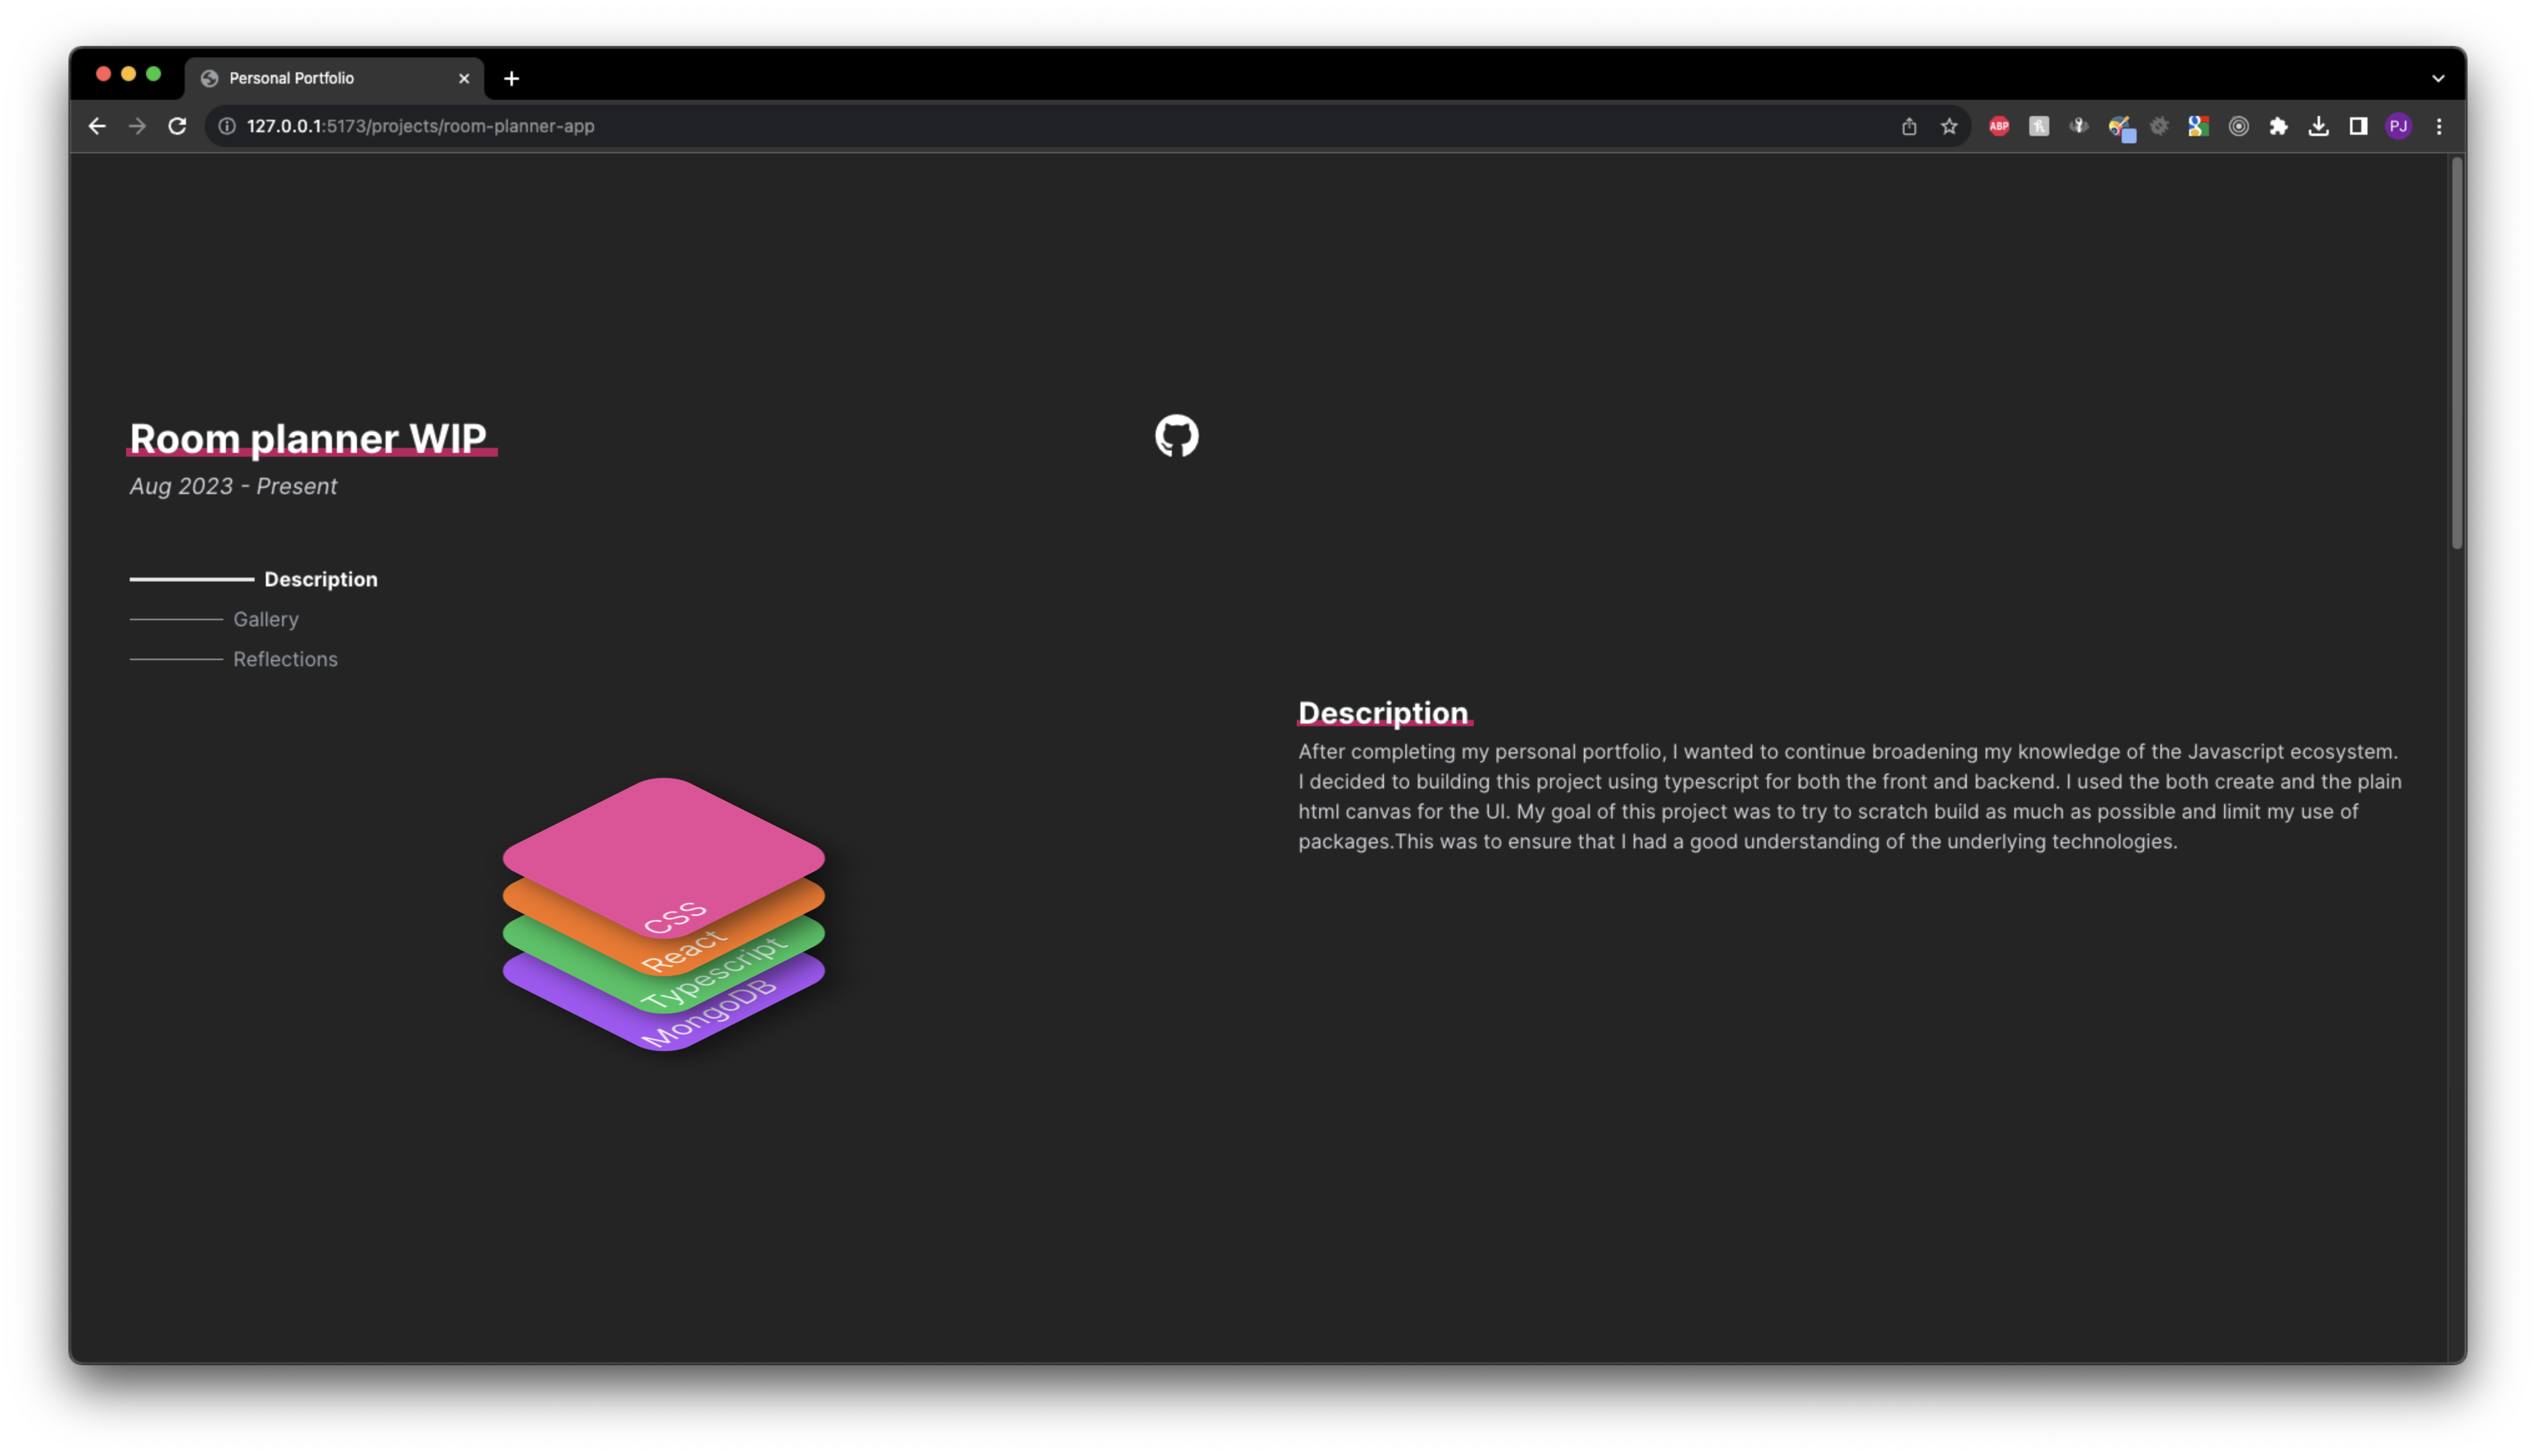 Personal Portfolio
127.0.0.1:5173/projects/room-planner-app
ABP
PJ
Room planner WIP
Aug 2023 - Present
Description
Gallery
Reflections
Description
After completing my personal portfolio, I wanted to continue broadening my knowledge of the Javascript ecosystem.
I decided to building this project using typescript for both the front and backend. I used the both create and the plain
html canvas for the UI. My goal of this project was to try to scratch build as much as possible and limit my use of
packages.This was to ensure that I had a good understanding of the underlying technologies.
CSS
React
Typescript
MongoDB